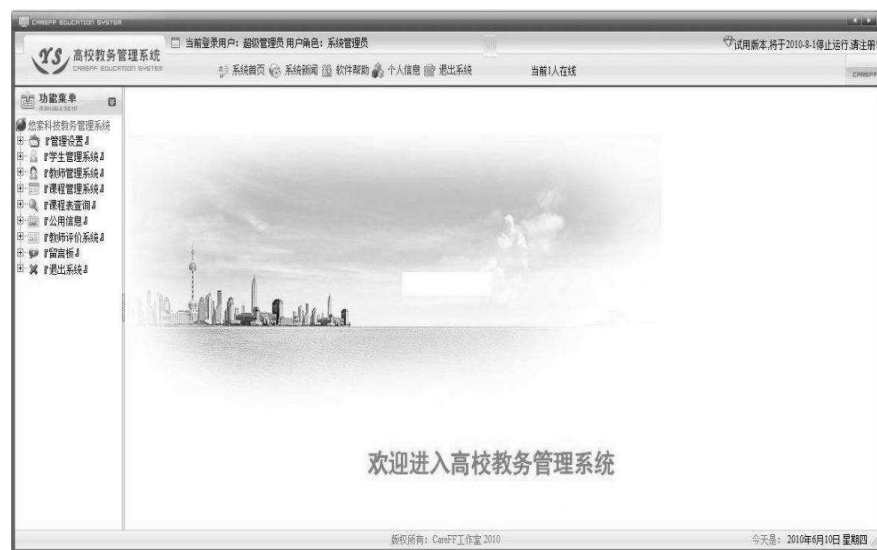 CAREFF EDUCATION SYSTEM
YS 高校教务管理系统
CAREFF EDUCATION SYSTEM
当前登录用户：超级管理员 用户角色：系统管理员
试用版本,将于2010-8-1停止运行,请注册
系统首页 系统新闻 软件帮助 个人信息 退出系统 当前1人在线
CAREFF
功能菜单
MANAGEMENT
悠索科技教务管理系统
『管理设置』
『学生管理系统』
『教师管理系统』
『课程管理系统』
『课程表查询』
『公用信息』
『教师评价系统』
『留言板』
『退出系统』
欢迎进入高校教务管理系统
版权所有：CareFF工作室 2010
今天是：2010年6月10日 星期四